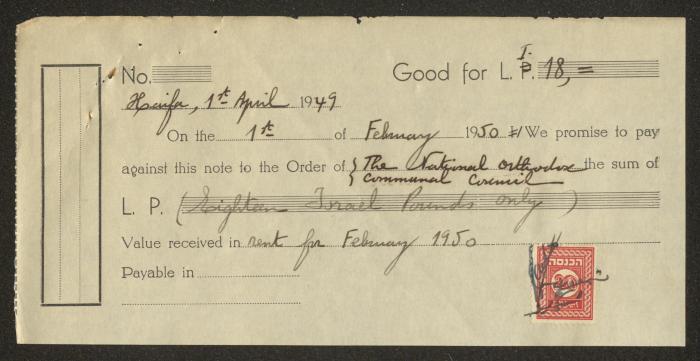 No. Good for L. I. P. 18,=
Haifa, 1st April 1949
On the 1st of February 1950 I/We promise to pay
against this note to the Order of { The National Orthodox Communal Council the sum of
L. P. (Eighteen Israel Pounds only)
Value received in rent for February 1950
Payable in
הכנסה
20